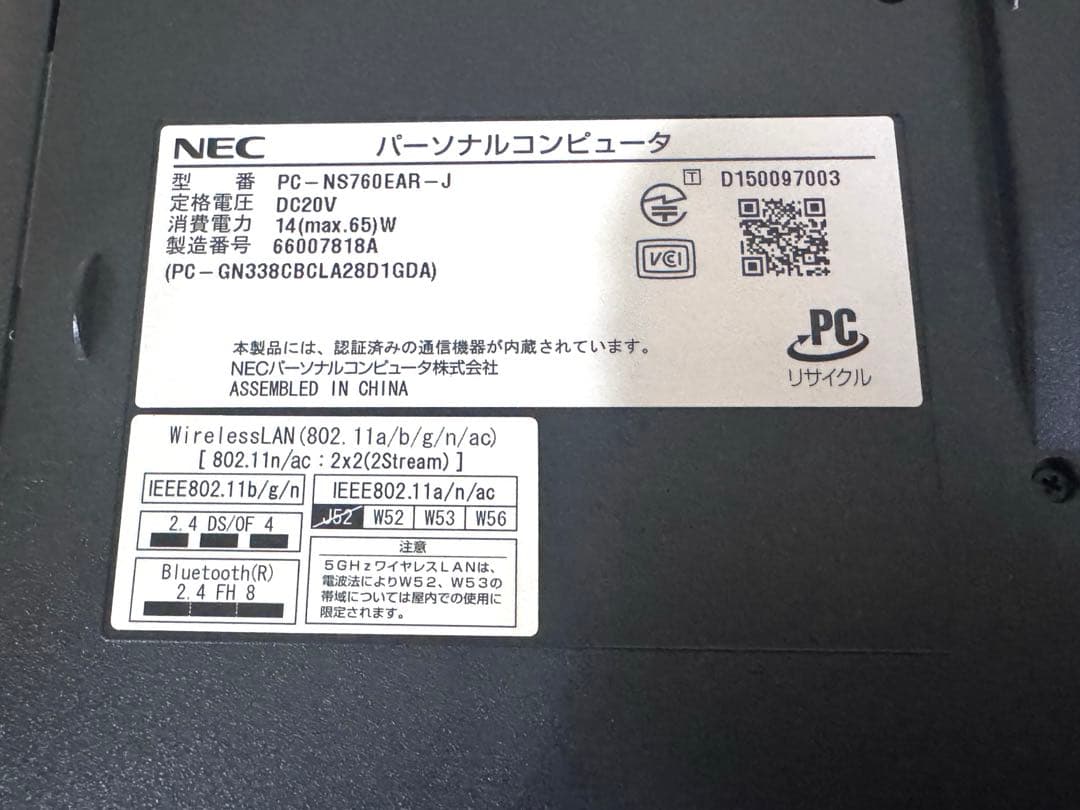 NEC パーソナルコンピュータ
型番 PC-NS760EAR-J
定格電圧 DC20V
消費電力 14(max.65)W
製造番号 66007818A
(PC-GN338CBCLA28D1GDA)
T D150097003
VCI
本製品には、認証済みの通信機器が内蔵されています。
NECパーソナルコンピュータ株式会社
ASSEMBLED IN CHINA
PC
リサイクル
WirelessLAN(802.11a/b/g/n/ac)
[802.11n/ac:2x2(2Stream)]
IEEE802.11b/g/n
2.4 DS/OF 4
Bluetooth(R)
2.4 FH 8
IEEE802.11a/n/ac
J52 W52 W53 W56
注意
5GHzワイヤレスLANは、
電波法によりW52、W53の
帯域については屋内での使用に
限定されます。